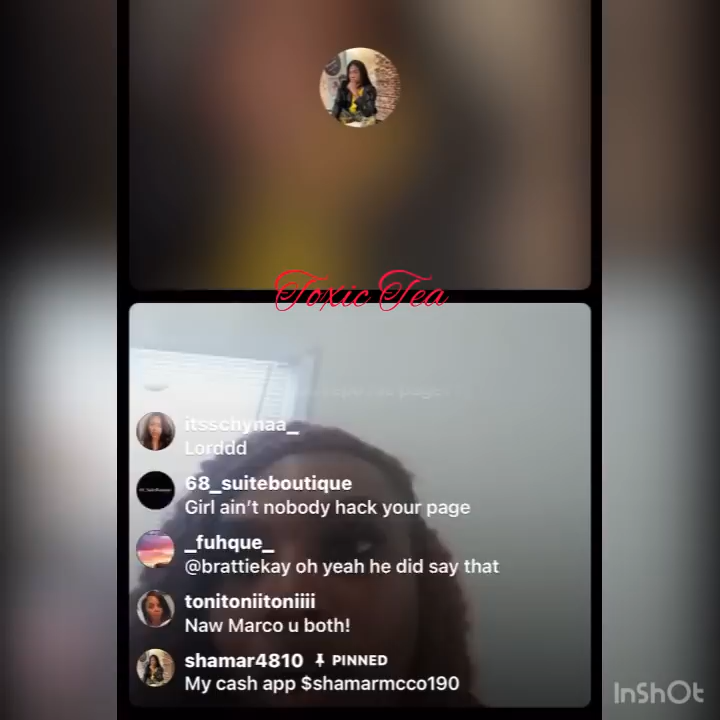 Toxic Tea
itsschynaa_
Lorddd
68_suiteboutique
Girl ain't nobody hack your page
_fuhque_
@brattiekay oh yeah he did say that
tonitoniitoniiii
Naw Marco u both!
shamar4810 PINNED
My cash app $shamarmcco190
InShOt